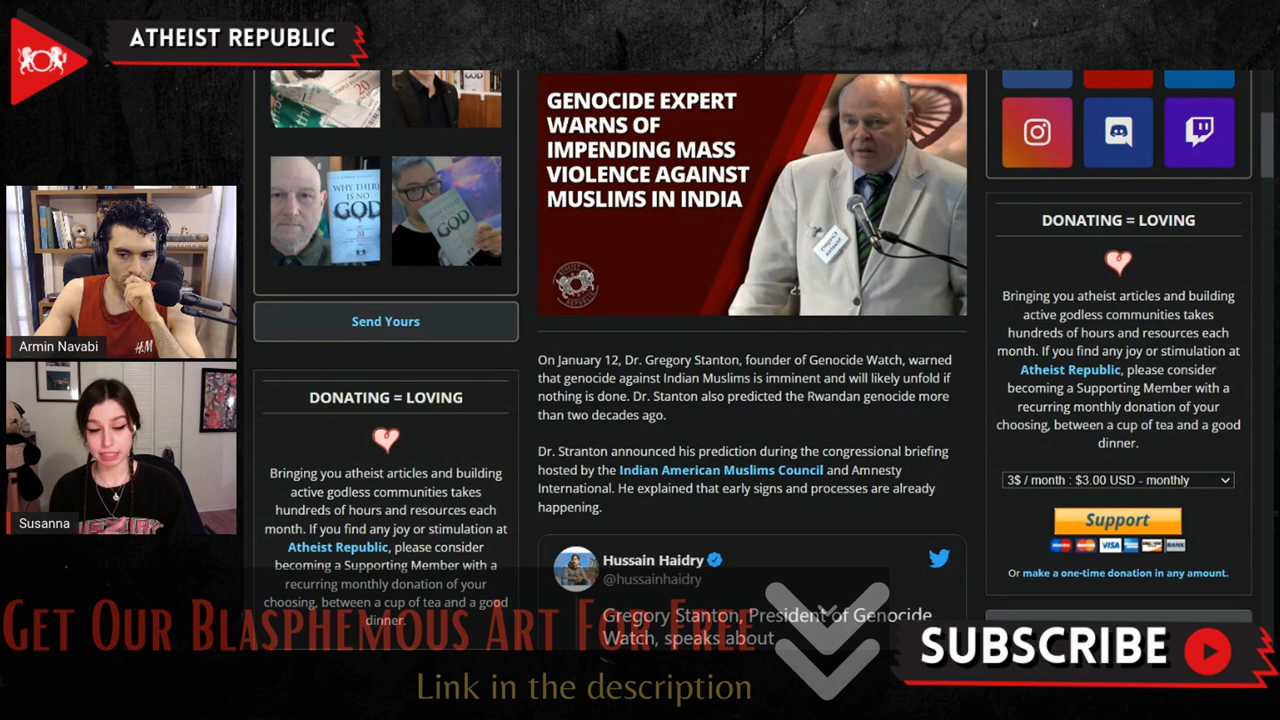 ATHEIST REPUBLIC
Armin Navabi
Susanna
WHY THERE
IS NO
GOD
20
Send Yours
DONATING = LOVING
Bringing you atheist articles and building
active godless communities takes
hundreds of hours and resources each
month. If you find any joy or stimulation at
Atheist Republic, please consider
becoming a Supporting Member with a
recurring monthly donation of your
choosing, between a cup of tea and a good
dinner.
GENOCIDE EXPERT
WARNS OF
IMPENDING MASS
VIOLENCE AGAINST
MUSLIMS IN INDIA
On January 12, Dr. Gregory Stanton, founder of Genocide Watch, warned
that genocide against Indian Muslims is imminent and will likely unfold if
nothing is done. Dr. Stanton also predicted the Rwandan genocide more
than two decades ago.
Dr. Stranton announced his prediction during the congressional briefing
hosted by the Indian American Muslims Council and Amnesty
International. He explained that early signs and processes are already
happening.
Hussain Haidry
@hussainhaidry
Gregory Stanton, President of Genocide
Watch, speaks about
DONATING = LOVING
Bringing you atheist articles and building
active godless communities takes
hundreds of hours and resources each
month. If you find any joy or stimulation at
Atheist Republic, please consider
becoming a Supporting Member with a
recurring monthly donation of your
choosing, between a cup of tea and a good
dinner.
3$ / month : $3.00 USD - monthly
Support
VISA
BANK
Or make a one-time donation in any amount.
GET OUR BLASPHEMOUS ART FOR FREE
Link in the description
SUBSCRIBE